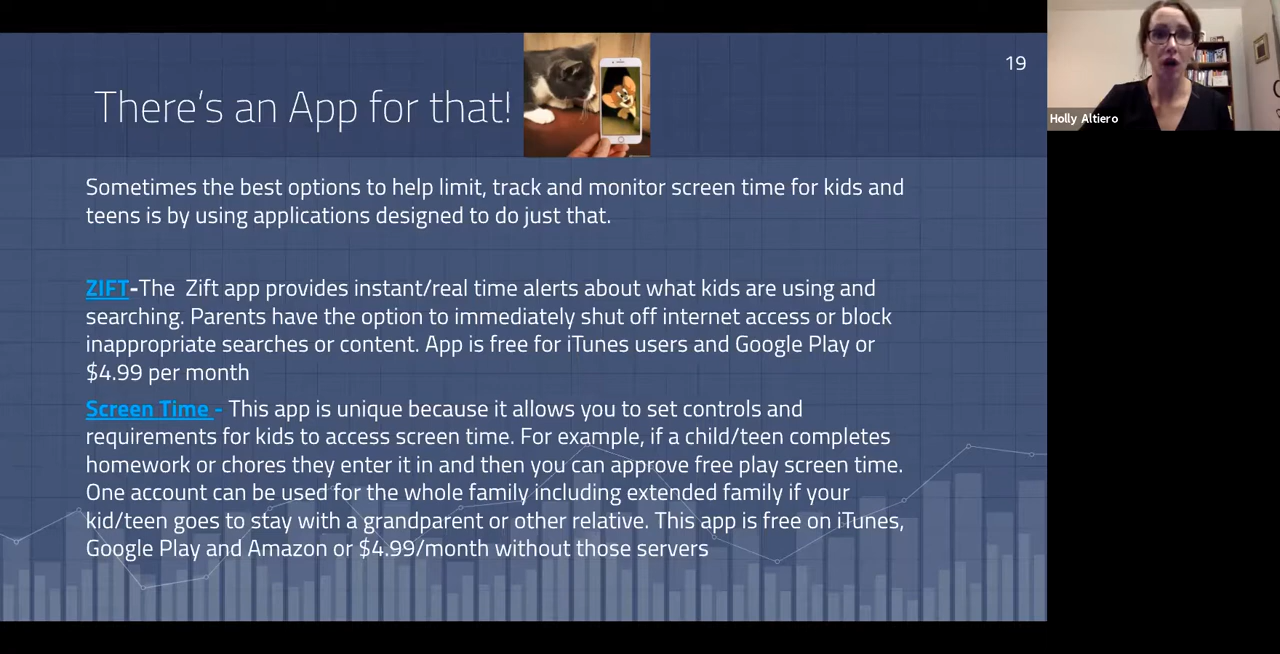 19
There's an App for that!
Sometimes the best options to help limit, track and monitor screen time for kids and
teens is by using applications designed to do just that.
ZIFT-The Zift app provides instant/real time alerts about what kids are using and
searching. Parents have the option to immediately shut off internet access or block
inappropriate searches or content. App is free for iTunes users and Google Play or
$4.99 per month
Screen Time - This app is unique because it allows you to set controls and
requirements for kids to access screen time. For example, if a child/teen completes
homework or chores they enter it in and then you can approve free play screen time.
One account can be used for the whole family including extended family if your
kid/teen goes to stay with a grandparent or other relative. This app is free on iTunes,
Google Play and Amazon or $4.99/month without those servers
Holly Altiero